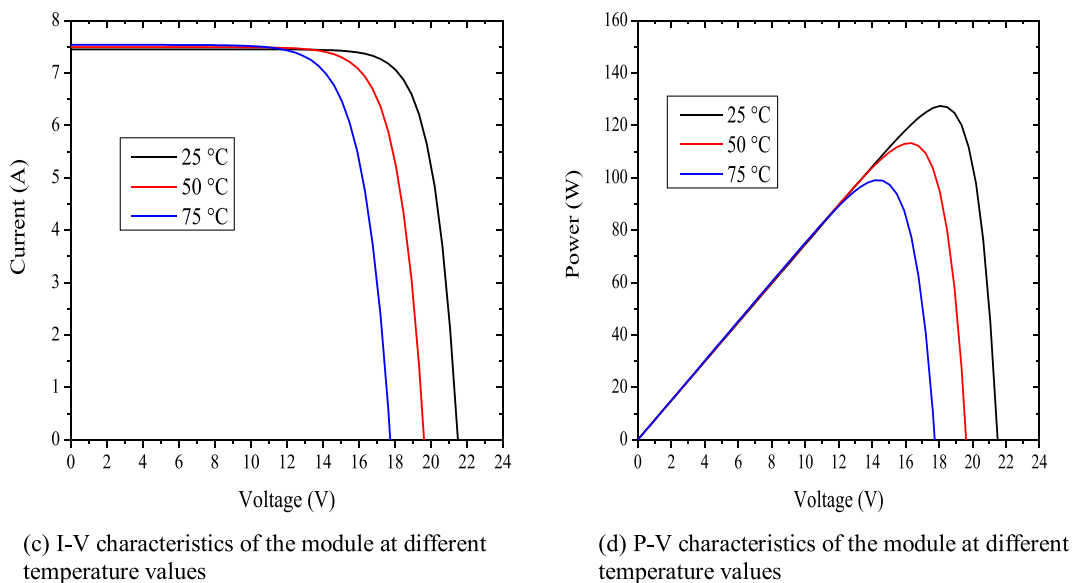 8
7
6
5
4
3
2
1
0
Current (A)
25 °C
50 °C
75 °C
0 2 4 6 8 10 12 14 16 18 20 22 24
Voltage (V)
(c) I-V characteristics of the module at different
temperature values
160
140
120
100
80
60
40
20
0
Power (W)
25 °C
50 °C
75 °C
0 2 4 6 8 10 12 14 16 18 20 22 24
Voltage (V)
(d) P-V characteristics of the module at different
temperature values